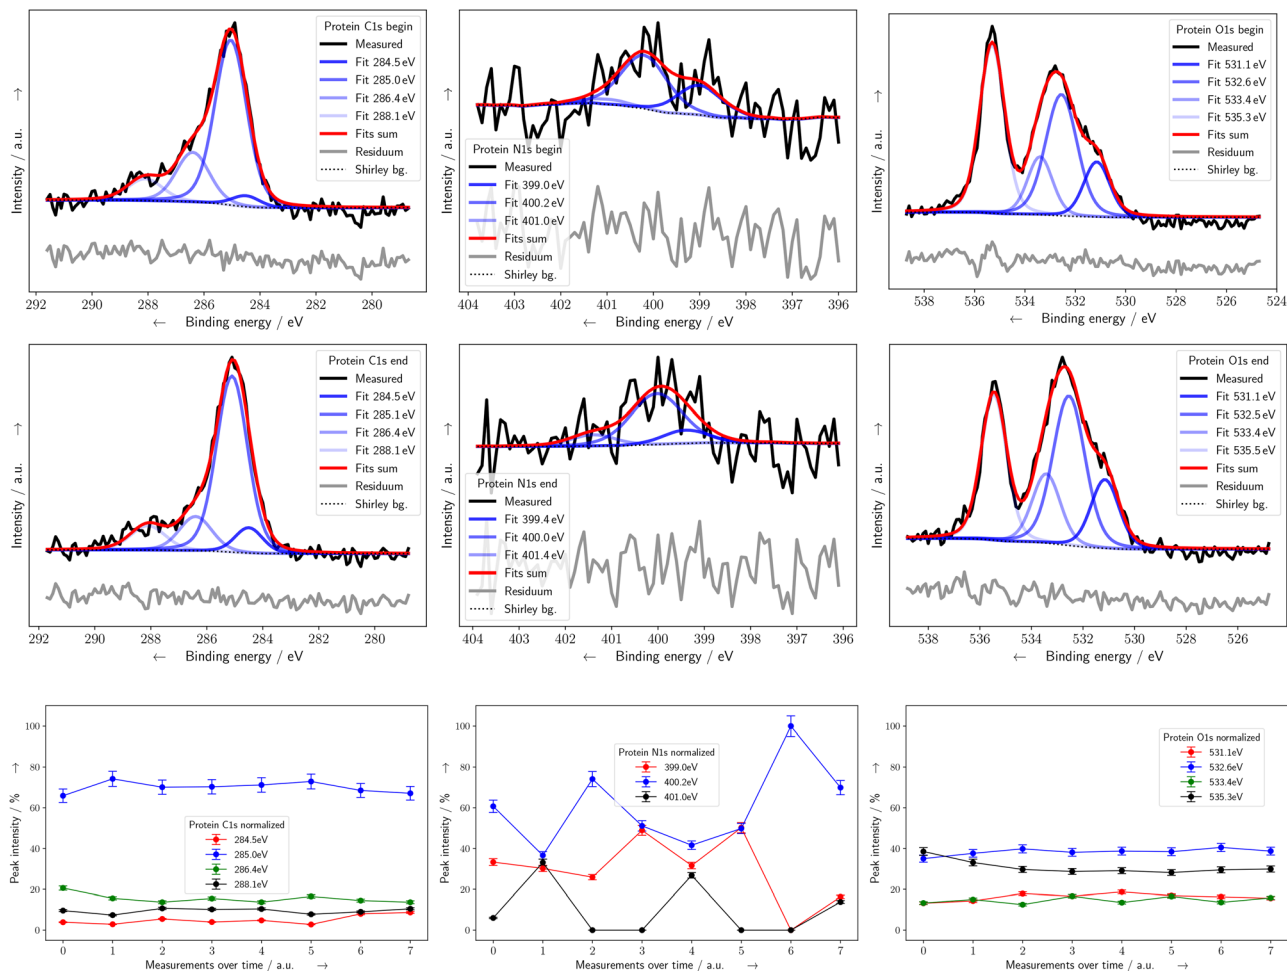 Protein C1s begin
Measured
Fit 284.5 eV
Fit 285.0 eV
Fit 286.4 eV
Fit 288.1 eV
Fits sum
Residuum
Shirley bg.
Intensity / a.u. →
292 290 288 286 284 282 280
← Binding energy / eV
Protein N1s begin
Measured
Fit 399.0 eV
Fit 400.2 eV
Fit 401.0 eV
Fits sum
Residuum
Shirley bg.
Intensity / a.u. →
404 403 402 401 400 399 398 397 396
← Binding energy / eV
Protein O1s begin
Measured
Fit 531.1 eV
Fit 532.6 eV
Fit 533.4 eV
Fit 535.3 eV
Fits sum
Residuum
Shirley bg.
Intensity / a.u. →
538 536 534 532 530 528 526 524
← Binding energy / eV
Protein C1s end
Measured
Fit 284.5 eV
Fit 285.1 eV
Fit 286.4 eV
Fit 288.1 eV
Fits sum
Residuum
Shirley bg.
Intensity / a.u. →
292 290 288 286 284 282 280
← Binding energy / eV
Protein N1s end
Measured
Fit 399.4 eV
Fit 400.0 eV
Fit 401.4 eV
Fits sum
Residuum
Shirley bg.
Intensity / a.u. →
404 403 402 401 400 399 398 397 396
← Binding energy / eV
Protein O1s end
Measured
Fit 531.1 eV
Fit 532.5 eV
Fit 533.4 eV
Fit 535.5 eV
Fits sum
Residuum
Shirley bg.
Intensity / a.u. →
538 536 534 532 530 528 526
← Binding energy / eV
Protein C1s normalized
284.5eV
285.0eV
286.4eV
288.1eV
Peak intensity / % →
100
80
60
40
20
0
0 1 2 3 4 5 6 7
Measurements over time / a.u. →
Protein N1s normalized
399.0eV
400.2eV
401.0eV
Peak intensity / % →
100
80
60
40
20
0
0 1 2 3 4 5 6 7
Measurements over time / a.u. →
Protein O1s normalized
531.1eV
532.6eV
533.4eV
535.3eV
Peak intensity / % →
100
80
60
40
20
0
0 1 2 3 4 5 6 7
Measurements over time / a.u. →